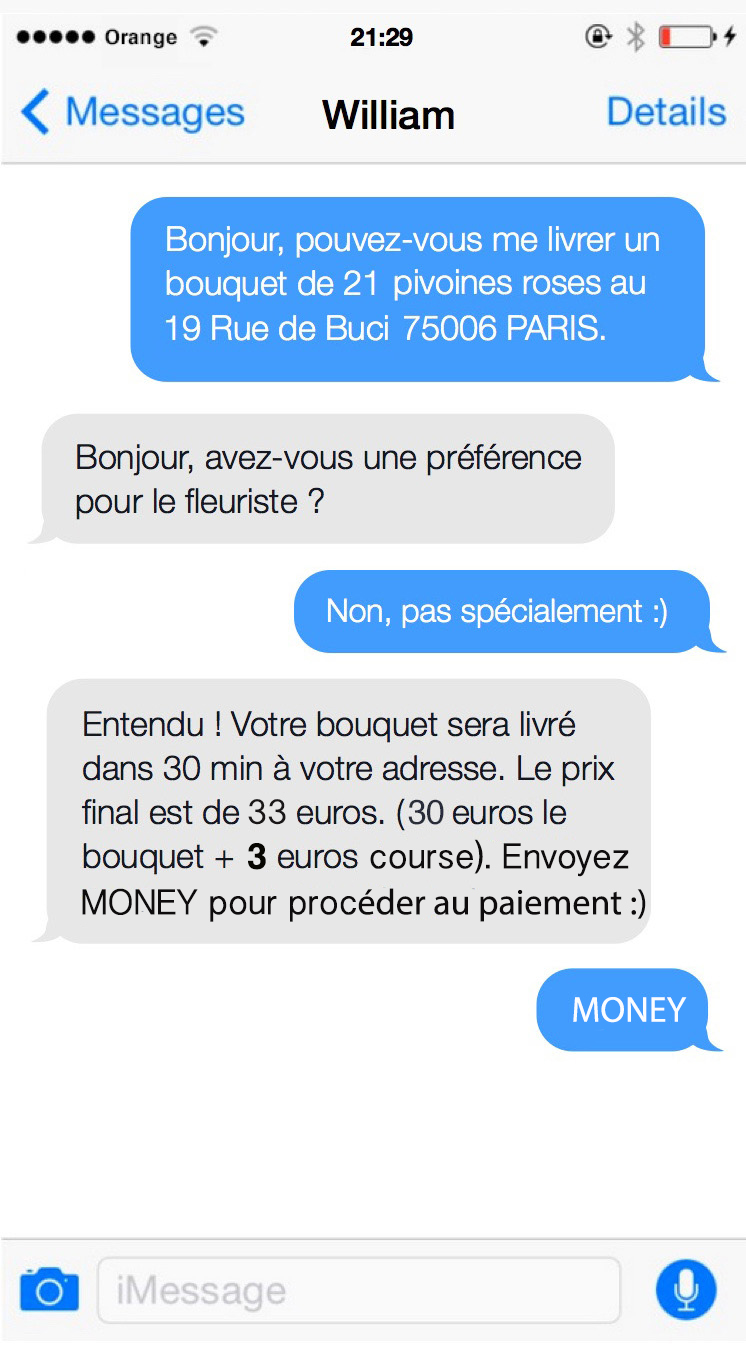 Orange 21:29
Messages William Details
Bonjour, pouvez-vous me livrer un
bouquet de 21 pivoines roses au
19 Rue de Buci 75006 PARIS.
Bonjour, avez-vous une préférence
pour le fleuriste ?
Non, pas spécialement :)
Entendu ! Votre bouquet sera livré
dans 30 min à votre adresse. Le prix
final est de 33 euros. (30 euros le
bouquet + 3 euros course). Envoyez
MONEY pour procéder au paiement :)
MONEY
iMessage